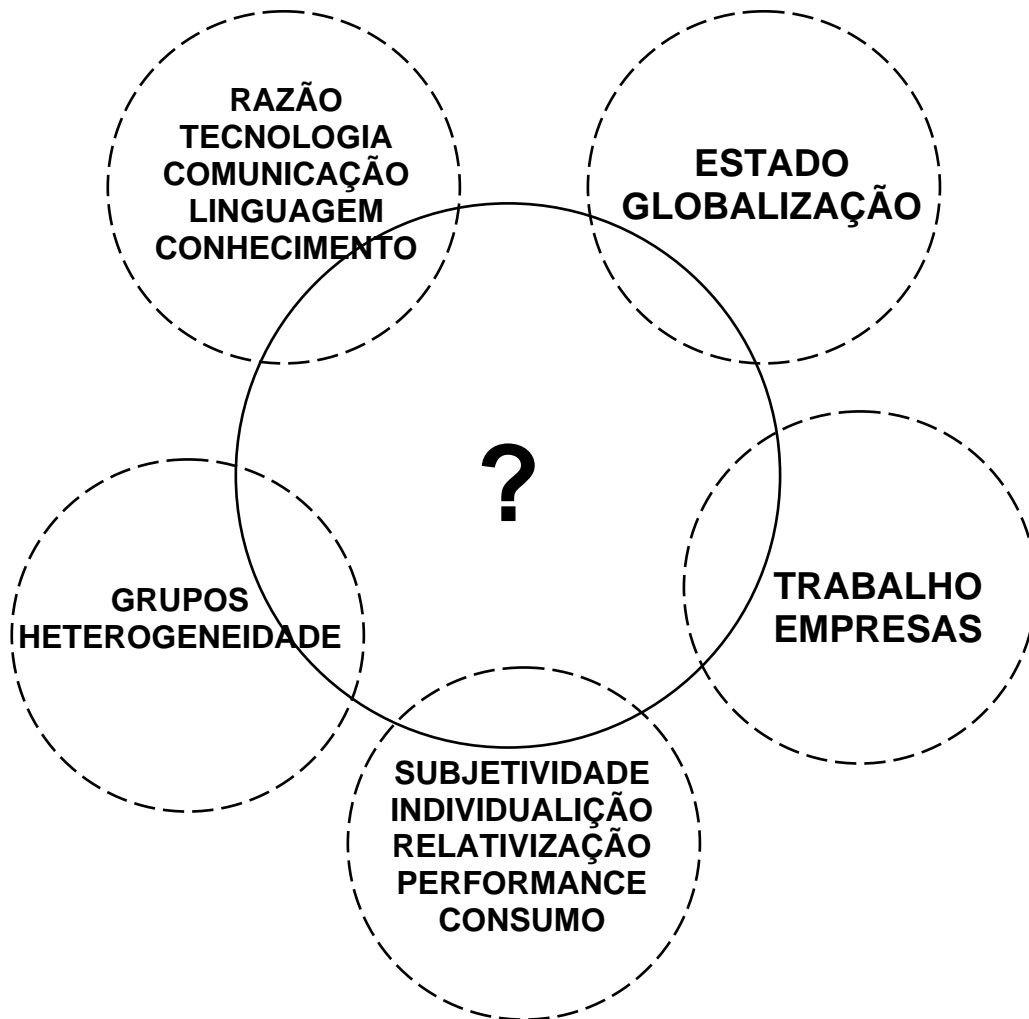 RAZÃO
TECNOLOGIA
COMUNICAÇÃO
LINGUAGEM
CONHECIMENTO
ESTADO
GLOBALIZAÇÃO
?
GRUPOS
HETEROGENEIDADE
TRABALHO
EMPRESAS
SUBJETIVIDADE
INDIVIDUALIÇÃO
RELATIVIZAÇÃO
PERFORMANCE
CONSUMO